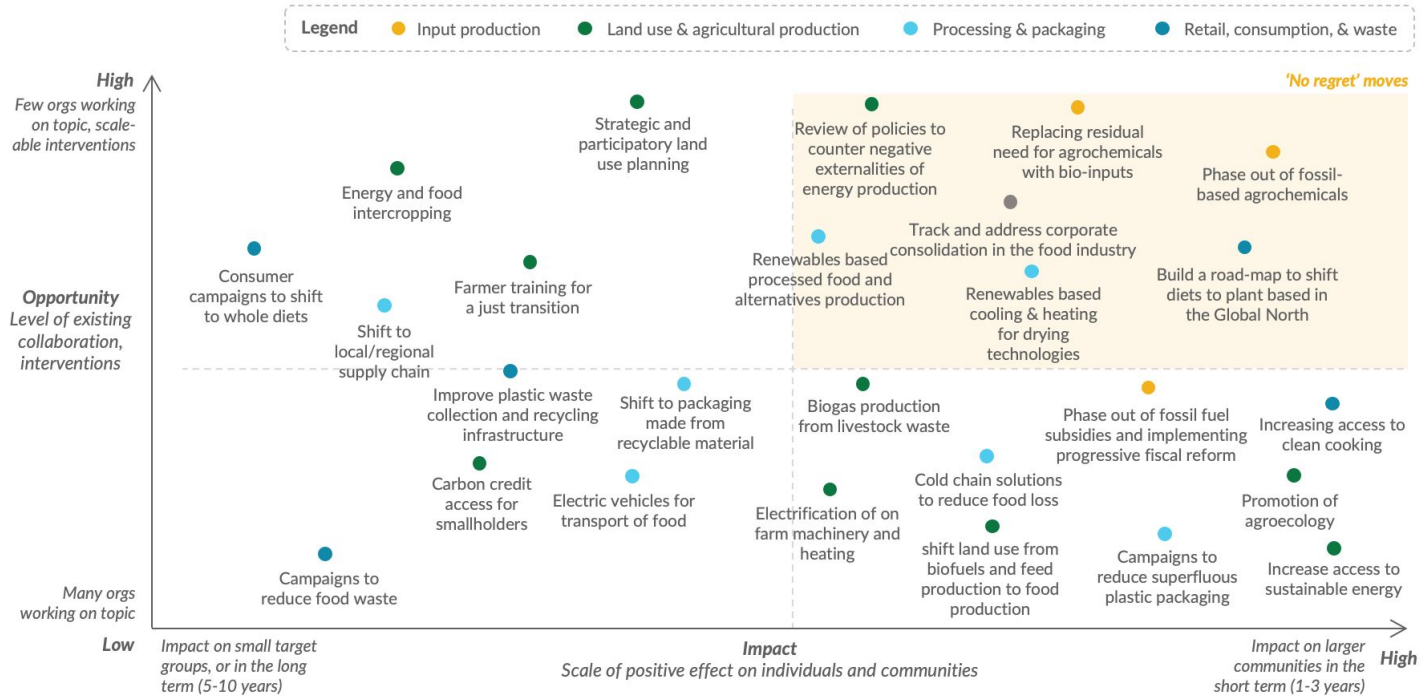 Legend
Input production
Land use & agricultural production
Processing & packaging
Retail, consumption, & waste
High
Few orgs working
on topic, scale-
able interventions
'No regret' moves
Strategic and
participatory land
use planning
Review of policies to
counter negative
externalities of
energy production
Replacing residual
need for agrochemicals
with bio-inputs
Phase out of fossil-
based agrochemicals
Energy and food
intercropping
Track and address corporate
consolidation in the food industry
Consumer
campaigns to shift
to whole diets
Farmer training for
a just transition
Renewables based
processed food and
alternatives production
Renewables based
cooling & heating
for drying
technologies
Build a road-map to shift
diets to plant based in
the Global North
Opportunity
Level of existing
collaboration,
interventions
Shift to
local/regional
supply chain
Improve plastic waste
collection and recycling
infrastructure
Shift to packaging
made from
recyclable material
Biogas production
from livestock waste
Phase out of fossil fuel
subsidies and implementing
progressive fiscal reform
Increasing access to
clean cooking
Carbon credit
access for
smallholders
Electric vehicles for
transport of food
Electrification of on
farm machinery and
heating
Cold chain solutions
to reduce food loss
Promotion of
agroecology
Campaigns to
reduce food waste
shift land use from
biofuels and feed
production to food
production
Campaigns to
reduce superfluous
plastic packaging
Increase access to
sustainable energy
Many orgs
working on topic
Low
Impact on small target
groups, or in the long
term (5-10 years)
Impact
Scale of positive effect on individuals and communities
Impact on larger
communities in the
short term (1-3 years)
High